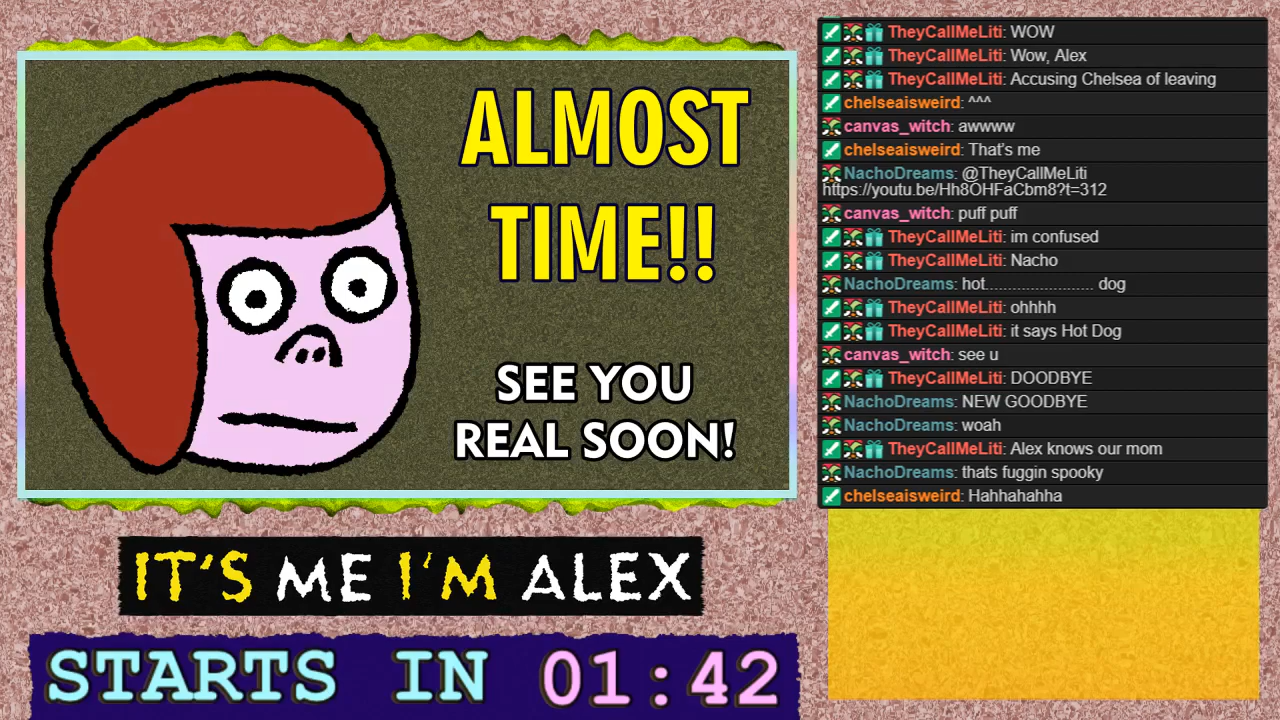 ALMOST
TIME!!
SEE YOU
REAL SOON!
IT'S ME I'M ALEX
STARTS IN 01:42
TheyCallMeLiti: WOW
TheyCallMeLiti: Wow, Alex
TheyCallMeLiti: Accusing Chelsea of leaving
chelseaisweird: ^^^
canvas_witch: awwww
chelseaisweird: That's me
NachoDreams: @TheyCallMeLiti
https://youtu.be/Hh8OHFaCbm8?t=312
canvas_witch: puff puff
TheyCallMeLiti: im confused
TheyCallMeLiti: Nacho
NachoDreams: hot........................ dog
TheyCallMeLiti: ohhhh
TheyCallMeLiti: it says Hot Dog
canvas_witch: see u
TheyCallMeLiti: DOODBYE
NachoDreams: NEW GOODBYE
NachoDreams: woah
TheyCallMeLiti: Alex knows our mom
NachoDreams: thats fuggin spooky
chelseaisweird: Hahhahahha